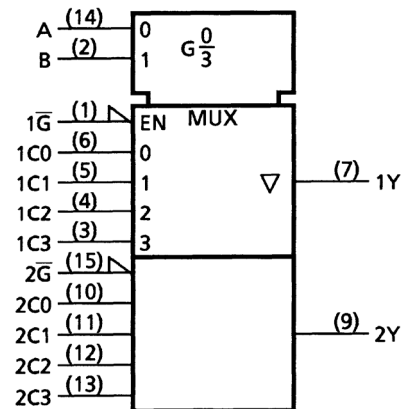 A (14) 0 G 0/3
B (2) 1
1G̅ (1) EN MUX
1C0 (6) 0
1C1 (5) 1 ▽ (7) 1Y
1C2 (4) 2
1C3 (3) 3
2G̅ (15)
2C0 (10)
2C1 (11) (9) 2Y
2C2 (12)
2C3 (13)